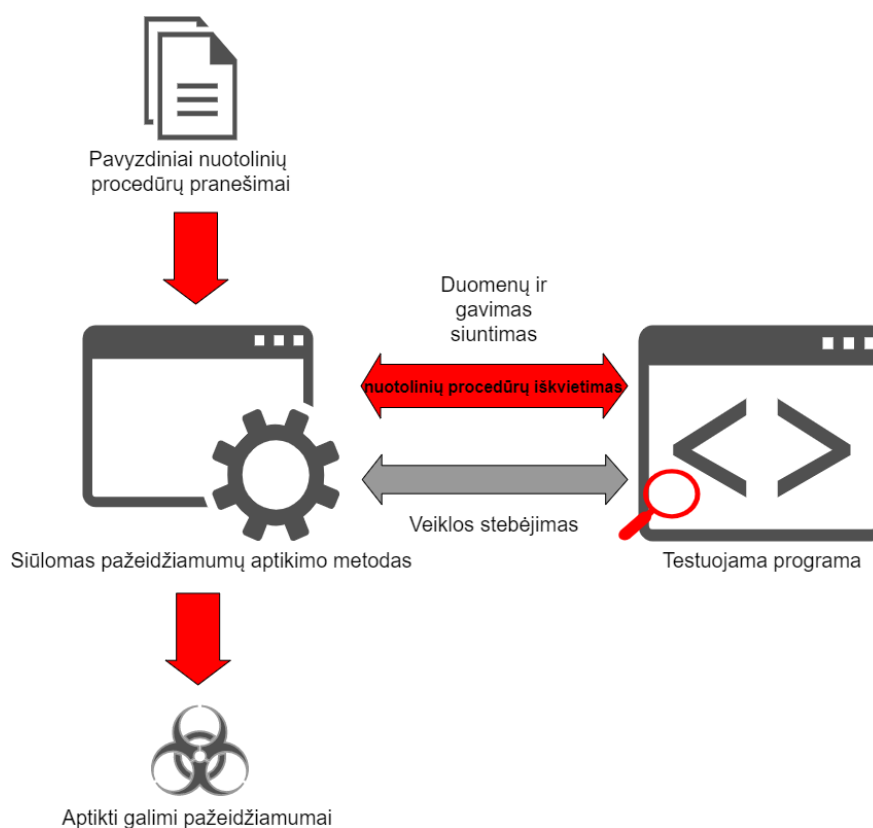 Pavyzdiniai nuotolinių
procedūrų pranešimai
Duomenų ir
gavimas
siuntimas
nuotolinių procedūrų iškvietimas
Veiklos stebėjimas
Siūlomas pažeidžiamumų aptikimo metodas
Testuojama programa
Aptikti galimi pažeidžiamumai